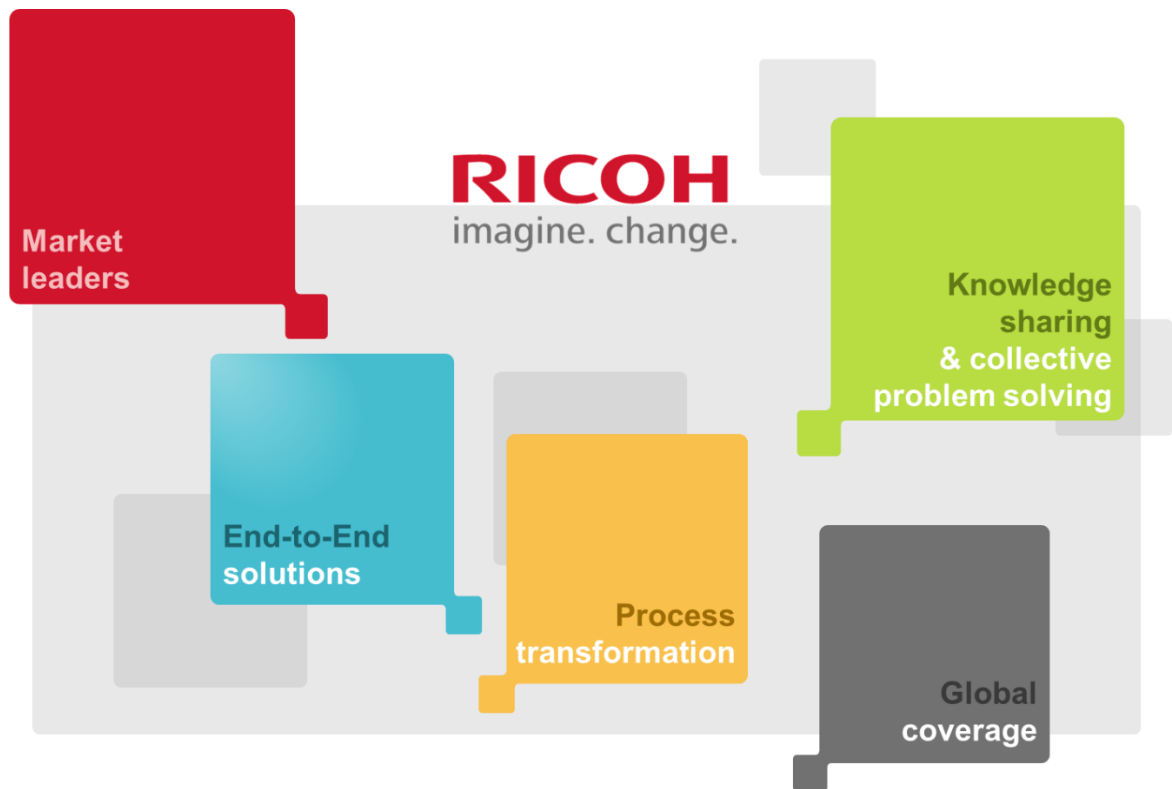 RICOH
imagine. change.
Market
leaders
Knowledge
sharing
& collective
problem solving
End-to-End
solutions
Process
transformation
Global
coverage